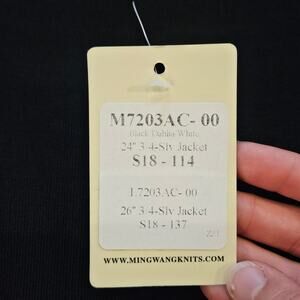 M7203AC- 00
Black Dahlia White
24" 3 4-Slv Jacket
S18 - 114
L7203AC- 00
26" 3/4-Slv Jacket
S18 - 137
WWW.MINGWANGKNITS.COM